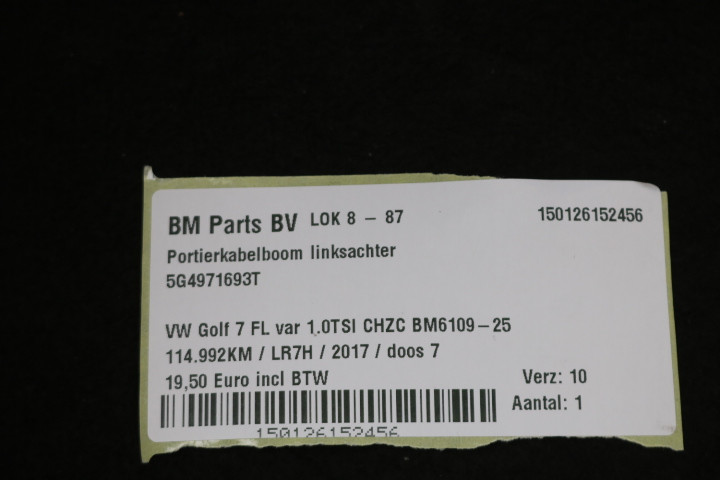 BM Parts BV LOK 8 – 87 150126152456
Portierkabelboom linksachter
5G4971693T
VW Golf 7 FL var 1.0TSI CHZC BM6109–25
114.992KM / LR7H / 2017 / doos 7
19,50 Euro incl BTW Verz: 10
Aantal: 1
150126152456